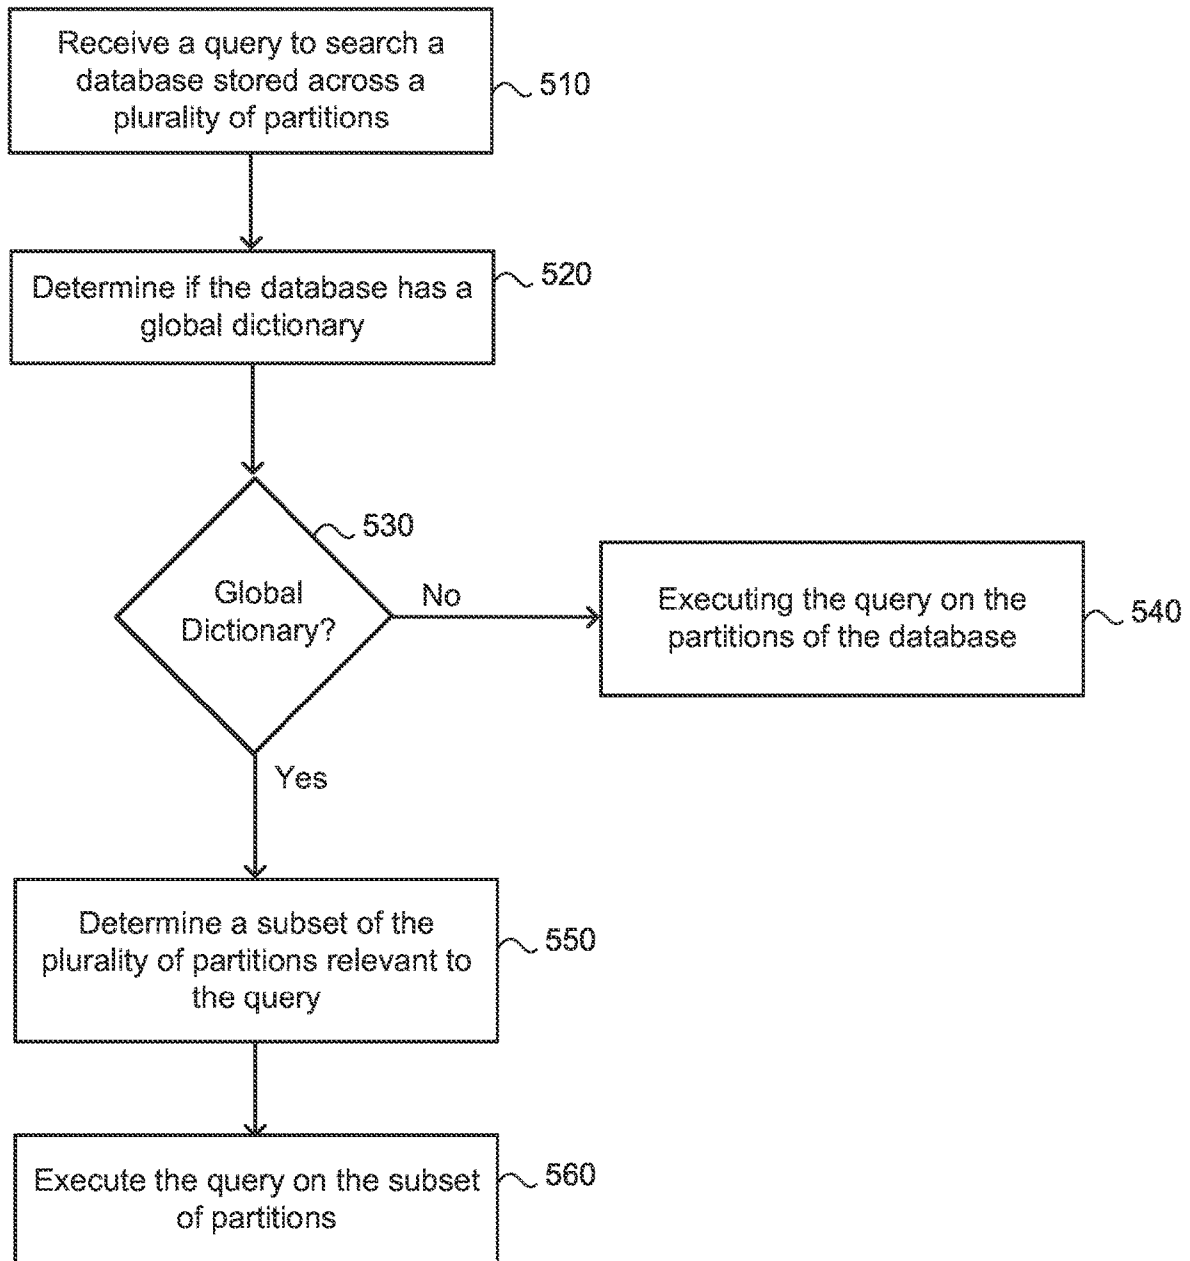 Receive a query to search a
database stored across a
plurality of partitions
510
Determine if the database has a
global dictionary
520
530
Global
Dictionary?
No
Executing the query on the
partitions of the database
540
Yes
Determine a subset of the
plurality of partitions relevant to
the query
550
Execute the query on the subset
of partitions
560